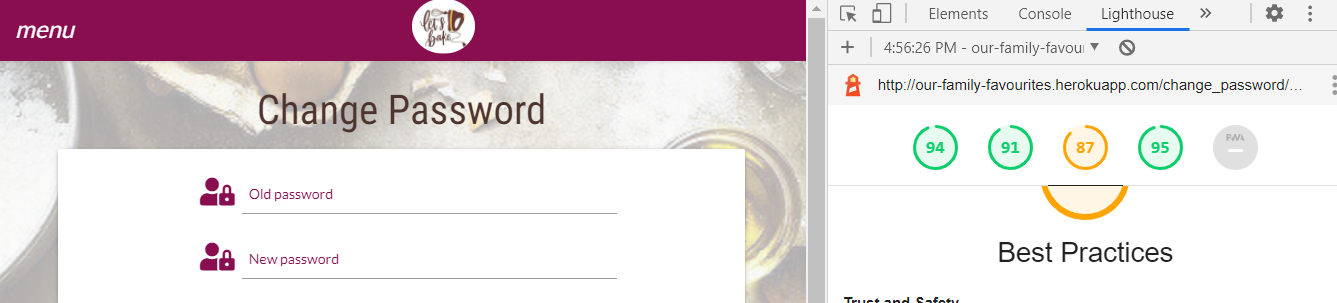 menu
let's
bake
Change Password
Old password
New password
Elements Console Lighthouse »
4:56:26 PM - our-family-favou
http://our-family-favourites.herokuapp.com/change_password/…
94 91 87 95 PWA
Best Practices
Trust and Safety